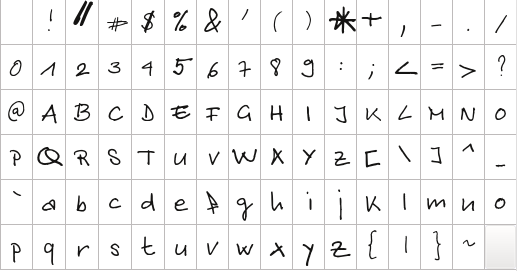 ! " # $ % & ' ( ) * + , - . /
0 1 2 3 4 5 6 7 8 9 : ; < = > ?
@ A B C D E F G H I J K L M N O
P Q R S T U V W X Y Z [ \ ] ^ _
` a b c d e f g h i j k l m n o
p q r s t u v w x y z { | } ~